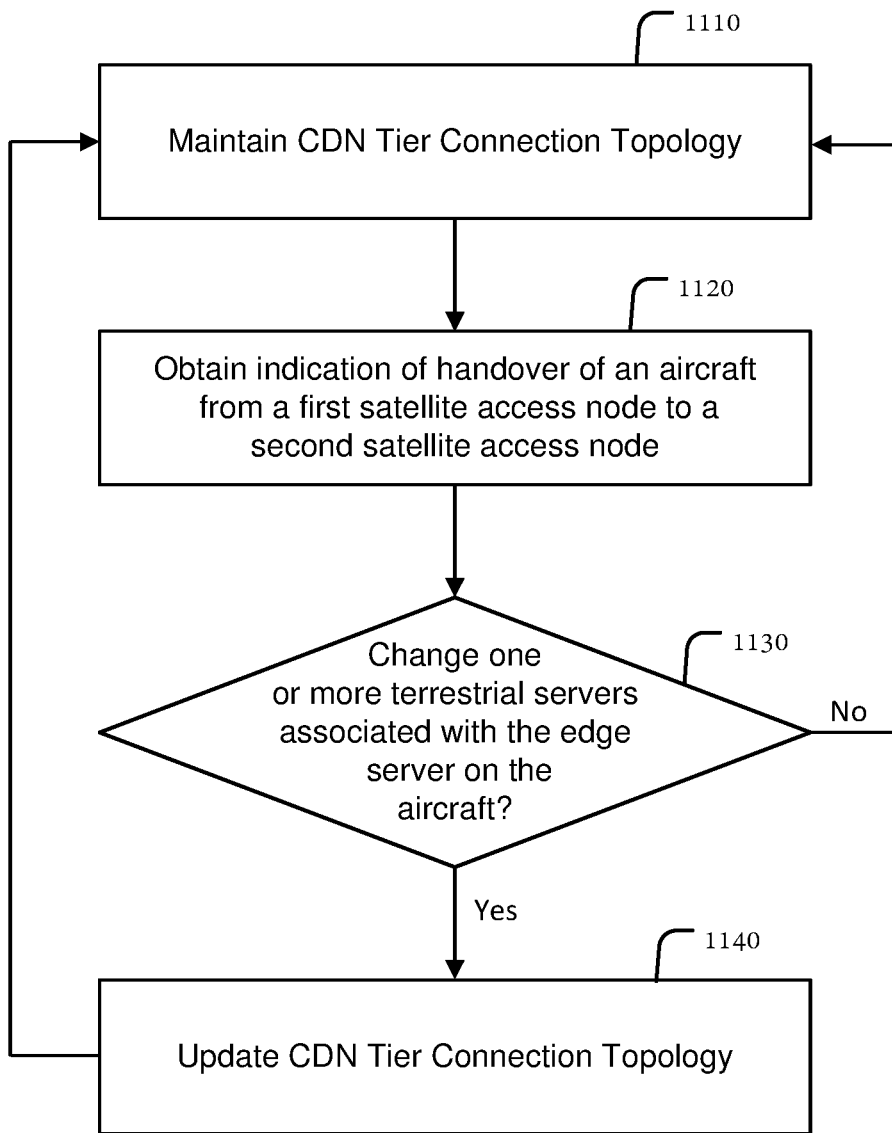 1110
Maintain CDN Tier Connection Topology
1120
Obtain indication of handover of an aircraft
from a first satellite access node to a
second satellite access node
1130
Change one
or more terrestrial servers
associated with the edge
server on the
aircraft?
No
Yes
1140
Update CDN Tier Connection Topology